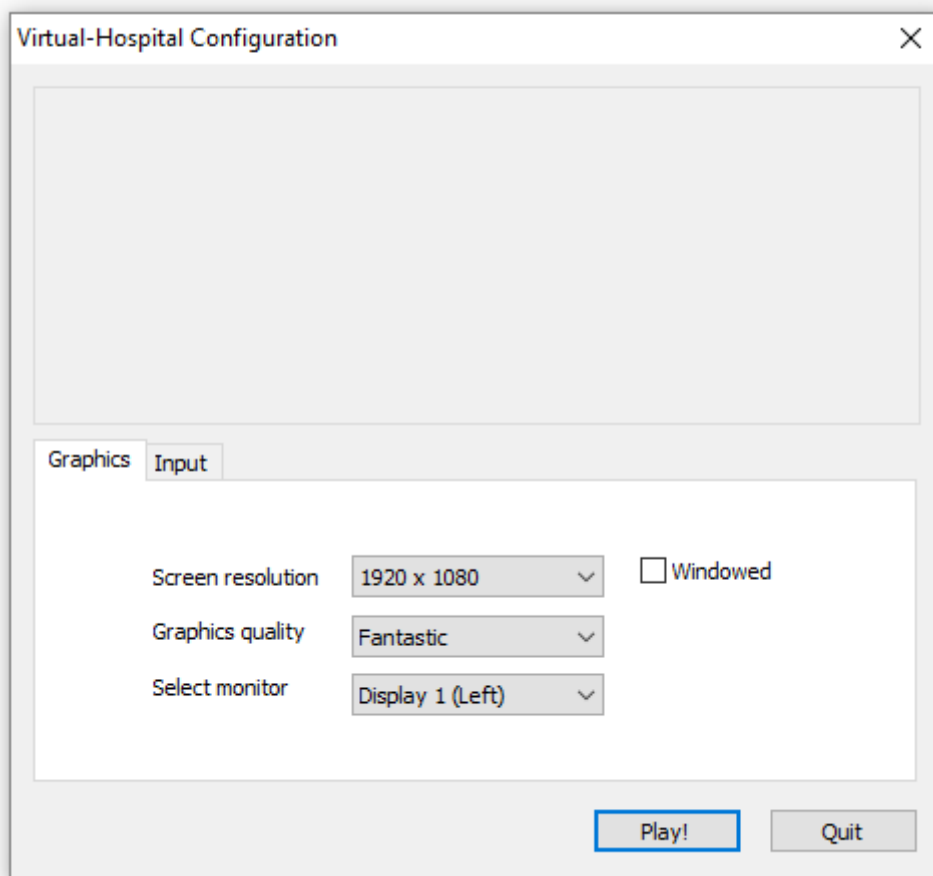 Virtual-Hospital Configuration
Graphics
Input
Screen resolution
1920 x 1080
Windowed
Graphics quality
Fantastic
Select monitor
Display 1 (Left)
Play!
Quit